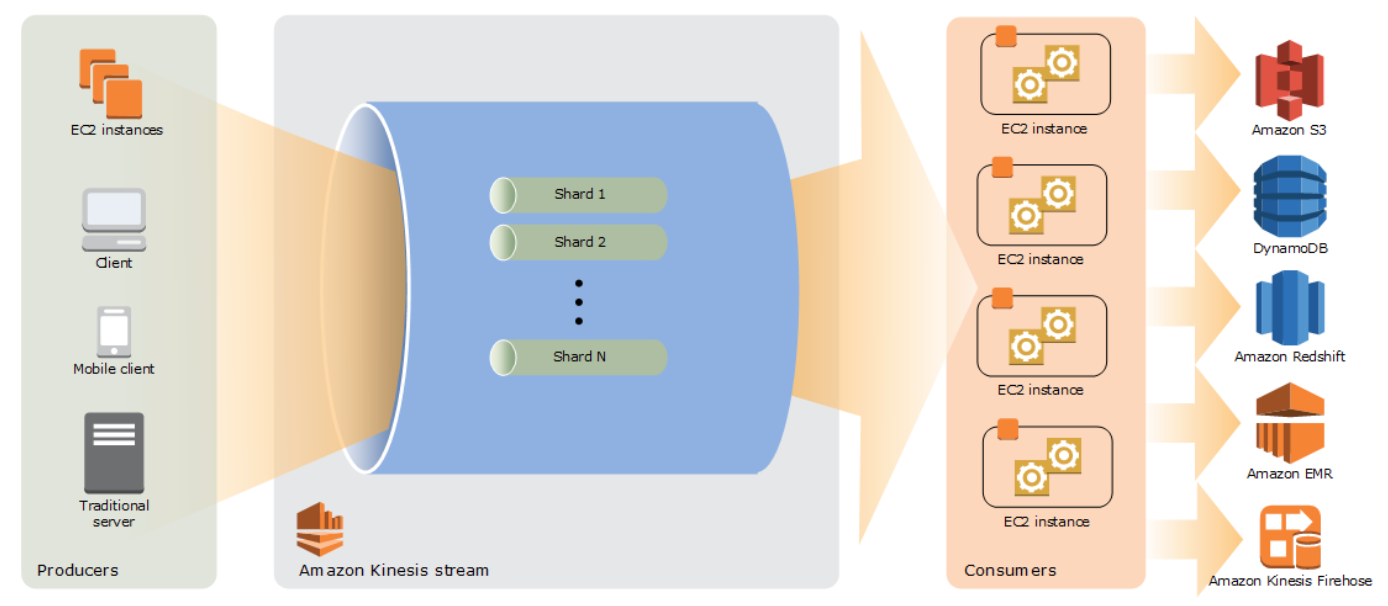 EC2 instances
Client
Mobile client
Traditional
server
Producers
Shard 1
Shard 2
Shard N
Amazon Kinesis stream
EC2 instance
EC2 instance
EC2 instance
EC2 instance
Consumers
Amazon S3
DynamoDB
Amazon Redshift
Amazon EMR
Amazon Kinesis Firehose